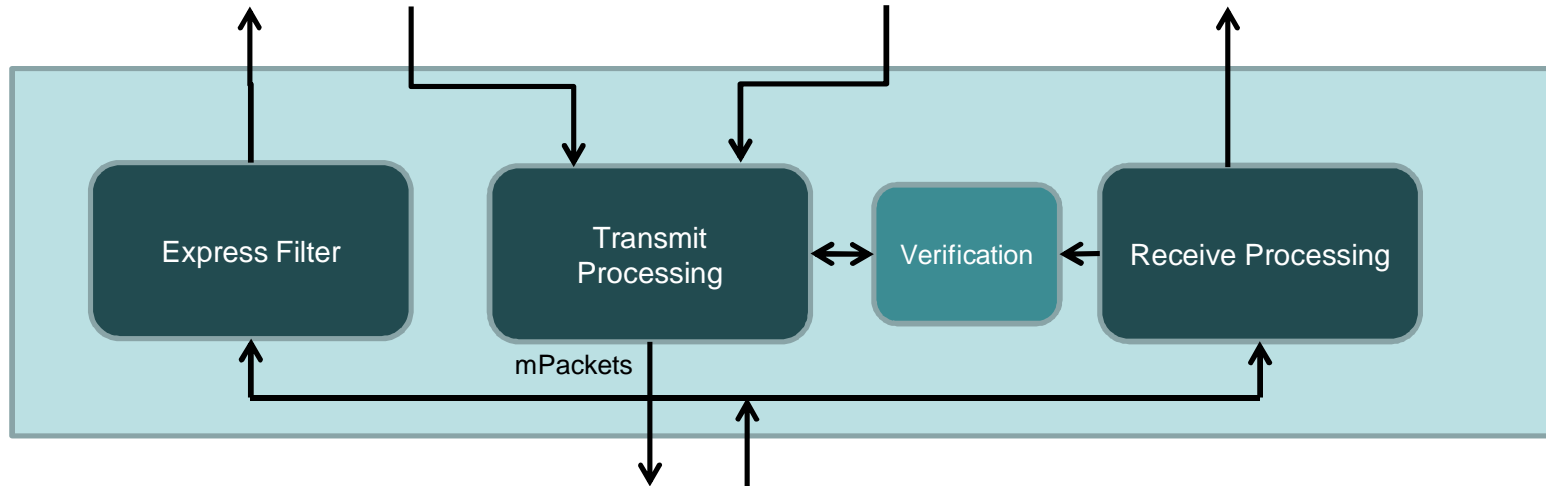 Express Filter
Transmit
Processing
Verification
Receive Processing
mPackets